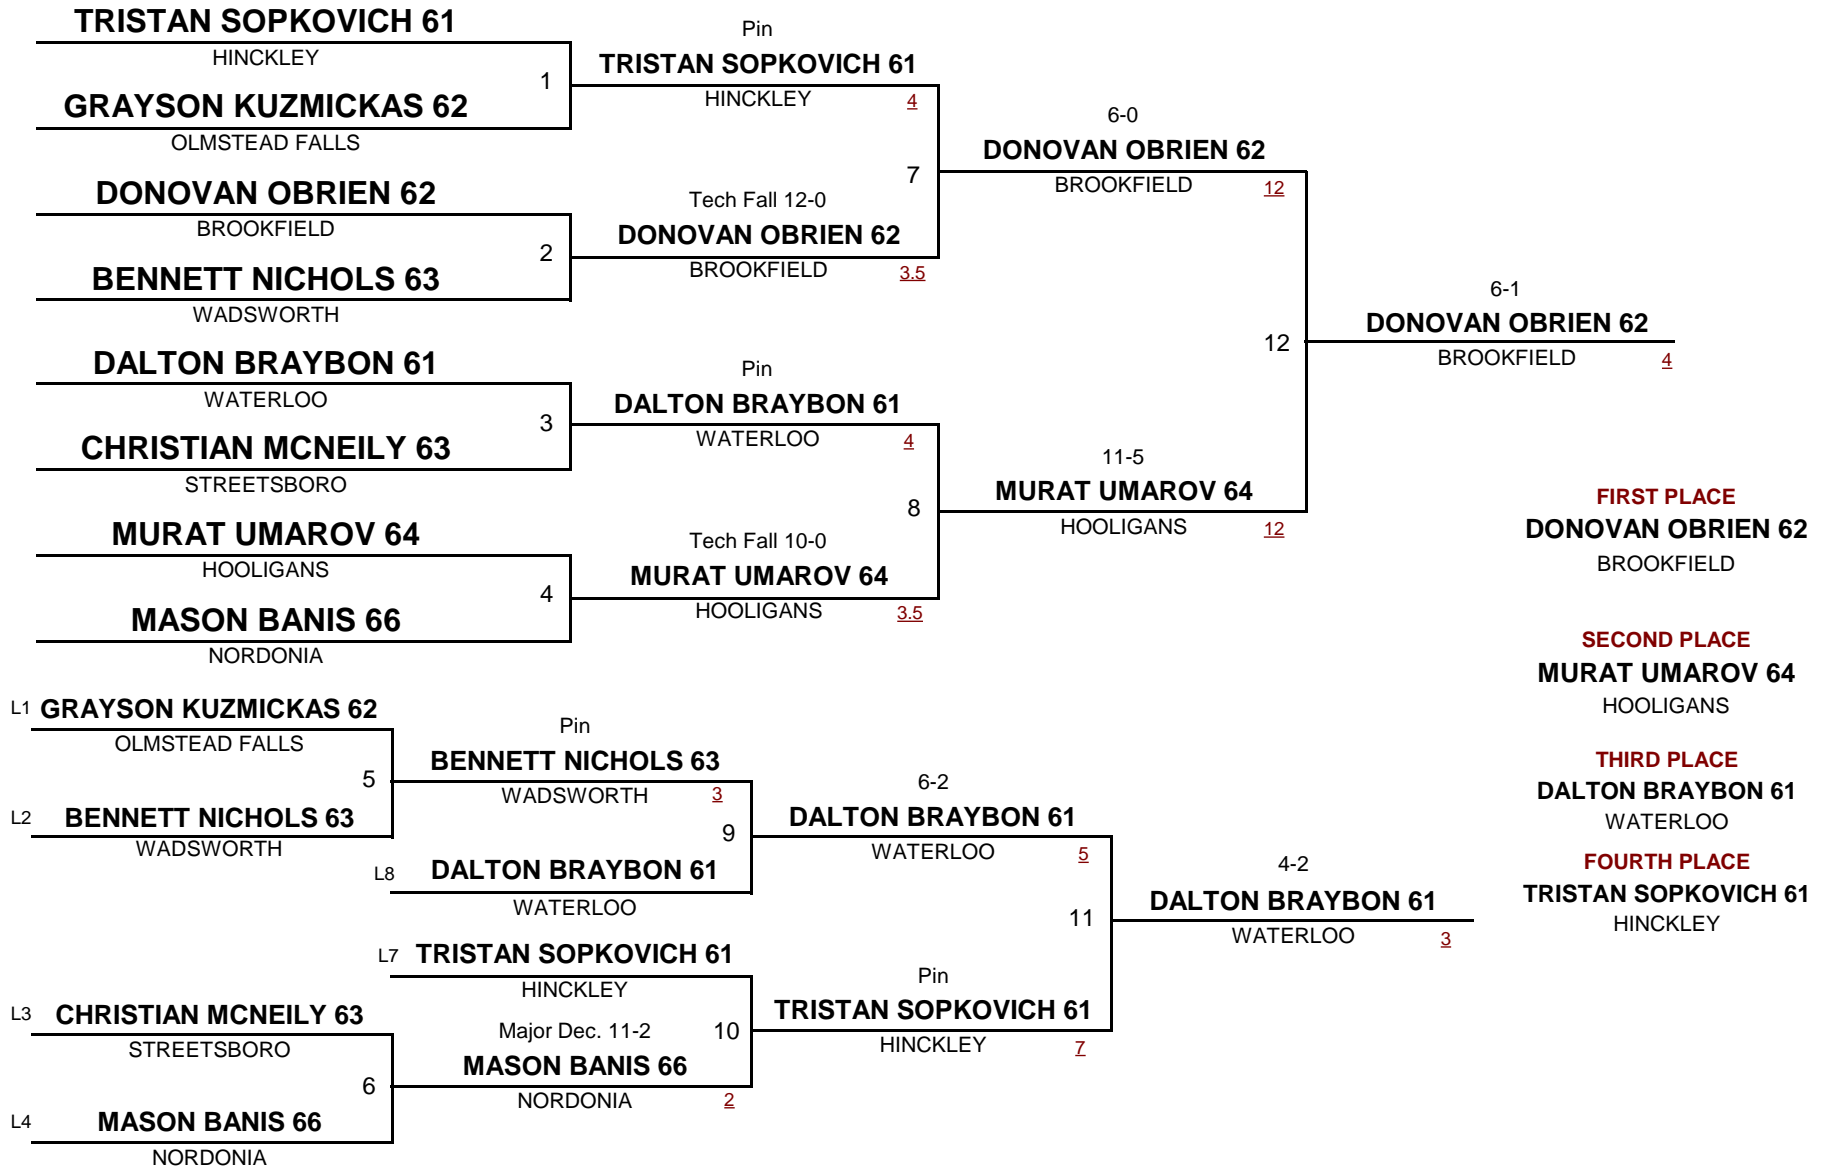 TRISTAN SOPKOVICH 61
HINCKLEY
1
GRAYSON KUZMICKAS 62
OLMSTEAD FALLS
DONOVAN OBRIEN 62
BROOKFIELD
2
BENNETT NICHOLS 63
WADSWORTH
DALTON BRAYBON 61
WATERLOO
3
CHRISTIAN MCNEILY 63
STREETSBORO
MURAT UMAROV 64
HOOLIGANS
4
MASON BANIS 66
NORDONIA
Pin
TRISTAN SOPKOVICH 61
HINCKLEY 4
7
Tech Fall 12-0
DONOVAN OBRIEN 62
BROOKFIELD 3.5
Pin
DALTON BRAYBON 61
WATERLOO 4
8
Tech Fall 10-0
MURAT UMAROV 64
HOOLIGANS 3.5
6-0
DONOVAN OBRIEN 62
BROOKFIELD 12
12
11-5
MURAT UMAROV 64
HOOLIGANS 12
6-1
DONOVAN OBRIEN 62
BROOKFIELD 4
FIRST PLACE
DONOVAN OBRIEN 62
BROOKFIELD
SECOND PLACE
MURAT UMAROV 64
HOOLIGANS
THIRD PLACE
DALTON BRAYBON 61
WATERLOO
FOURTH PLACE
TRISTAN SOPKOVICH 61
HINCKLEY
L1 GRAYSON KUZMICKAS 62
OLMSTEAD FALLS
5
L2 BENNETT NICHOLS 63
WADSWORTH
L3 CHRISTIAN MCNEILY 63
STREETSBORO
6
L4 MASON BANIS 66
NORDONIA
Pin
BENNETT NICHOLS 63
WADSWORTH 3
9
L8 DALTON BRAYBON 61
WATERLOO
L7 TRISTAN SOPKOVICH 61
HINCKLEY
Major Dec. 11-2 10
MASON BANIS 66
NORDONIA 2
6-2
DALTON BRAYBON 61
WATERLOO 5
11
Pin
TRISTAN SOPKOVICH 61
HINCKLEY 7
4-2
DALTON BRAYBON 61
WATERLOO 3